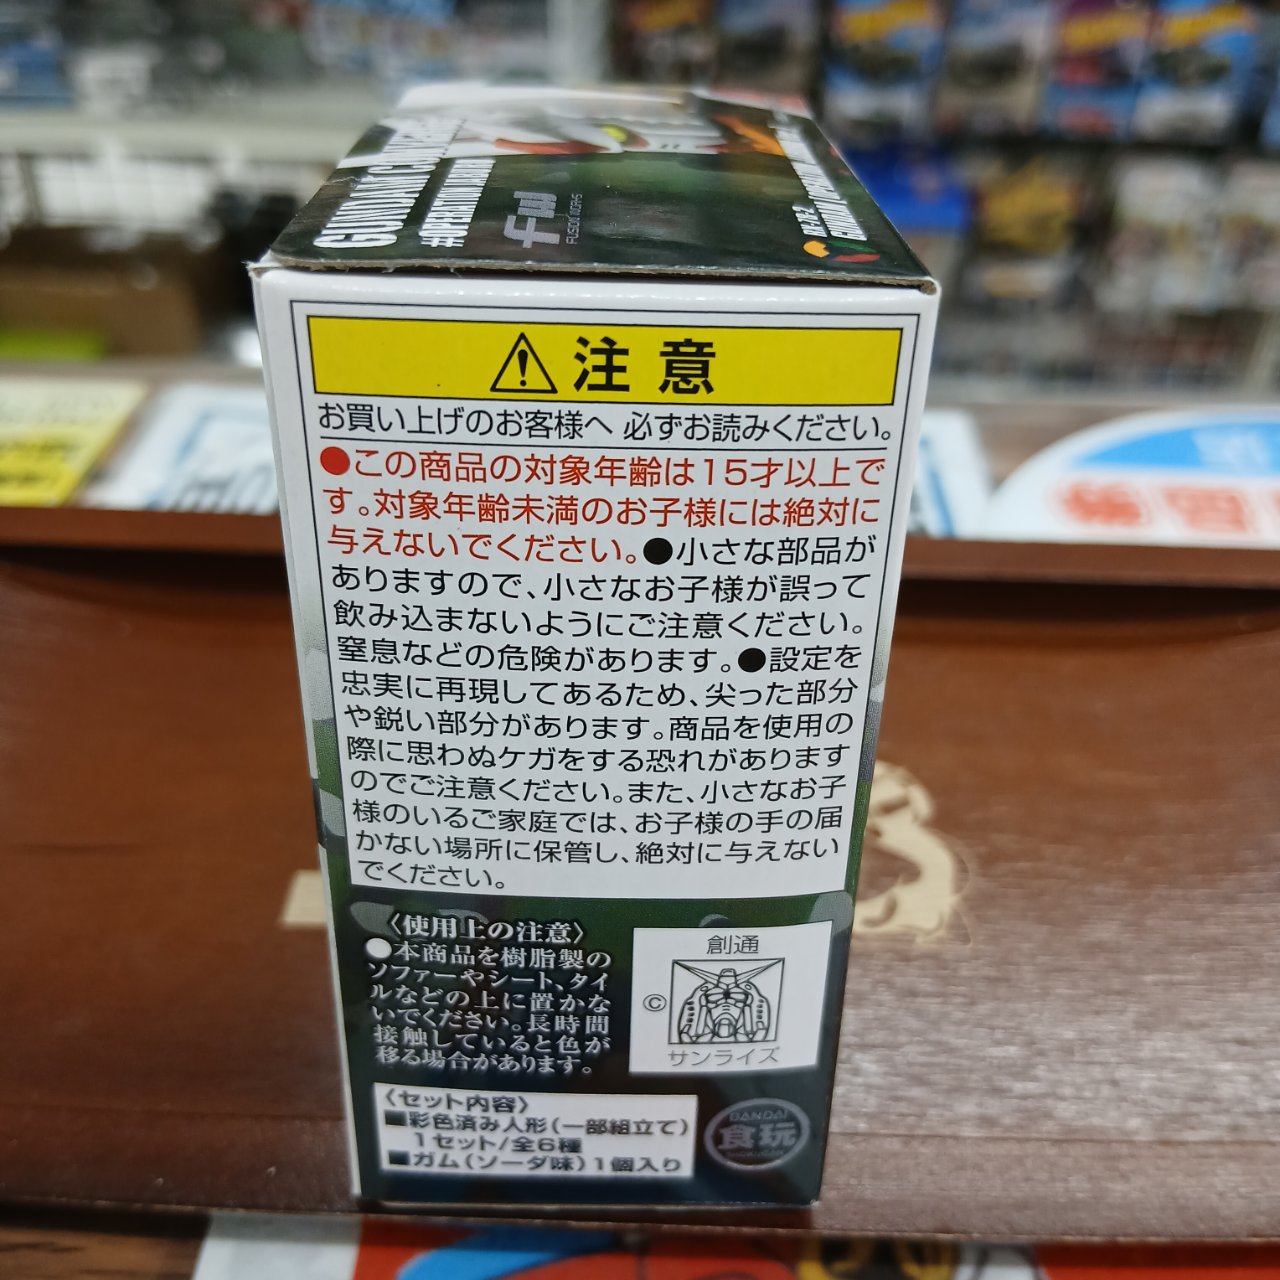 GUNDAM CONVERGE
#OPERATION JABURO
FW
FUSION WORKS
注意
お買い上げのお客様へ 必ずお読みください。
●この商品の対象年齢は15才以上で
す。対象年齢未満のお子様には絶対に
与えないでください。●小さな部品が
ありますので、小さなお子様が誤って
飲み込まないようにご注意ください。
窒息などの危険があります。●設定を
忠実に再現してあるため、尖った部分
や鋭い部分があります。商品を使用の
際に思わぬケガをする恐れがあります
のでご注意ください。また、小さなお子
様のいるご家庭では、お子様の手の届
かない場所に保管し、絶対に与えない
でください。
〈使用上の注意〉
●本商品を樹脂製の
ソファーやシート、タイ
ルなどの上に置かな
いでください。長時間
接触していると色が
移る場合があります。
創通
©
サンライズ
〈セット内容〉
■彩色済み人形(一部組立て)
1セット/全6種
■ガム(ソーダ味)1個入り
BANDAI
食玩